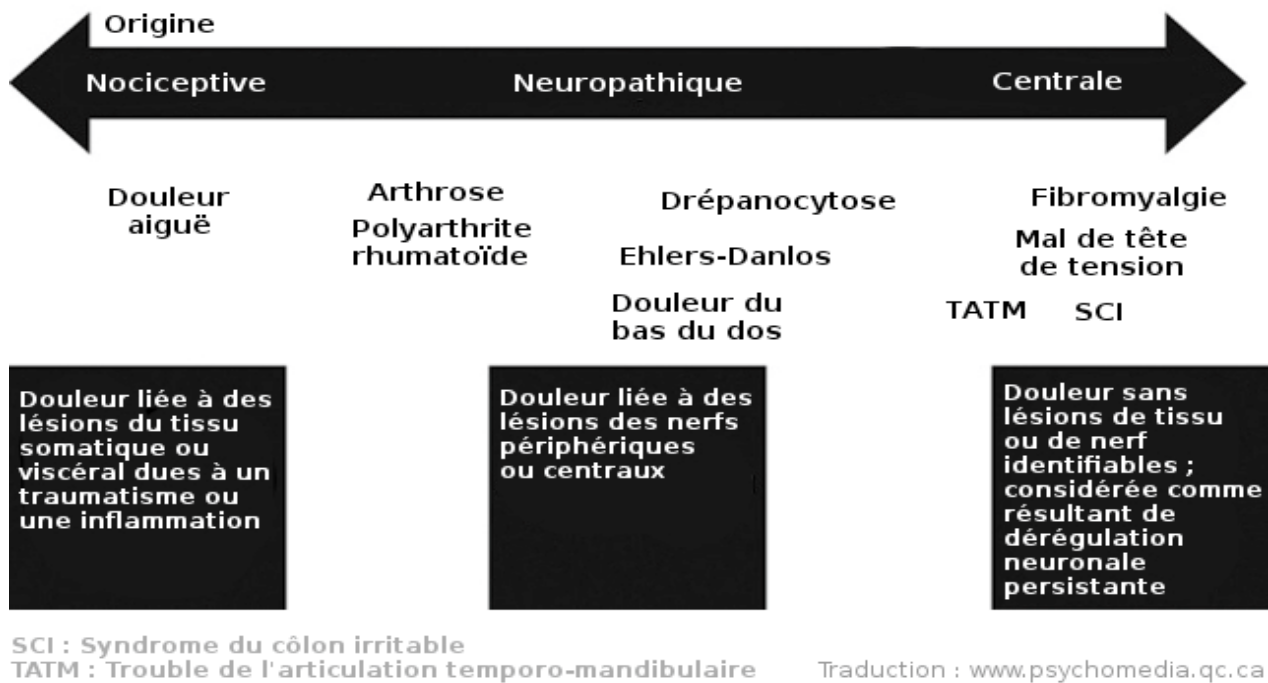 Origine
Nociceptive Neuropathique Centrale
Douleur
aiguë
Arthrose
Polyarthrite
rhumatoïde
Drépanocytose
Ehlers-Danlos
Douleur du
bas du dos
Fibromyalgie
Mal de tête
de tension
TATM SCI
Douleur liée à des
lésions du tissu
somatique ou
viscéral dues à un
traumatisme ou
une inflammation
Douleur liée à des
lésions des nerfs
périphériques
ou centraux
Douleur sans
lésions de tissu
ou de nerf
identifiables ;
considérée comme
résultant de
dérégulation
neuronale
persistante
SCI : Syndrome du côlon irritable
TATM : Trouble de l'articulation temporo-mandibulaire Traduction : www.psychomedia.qc.ca